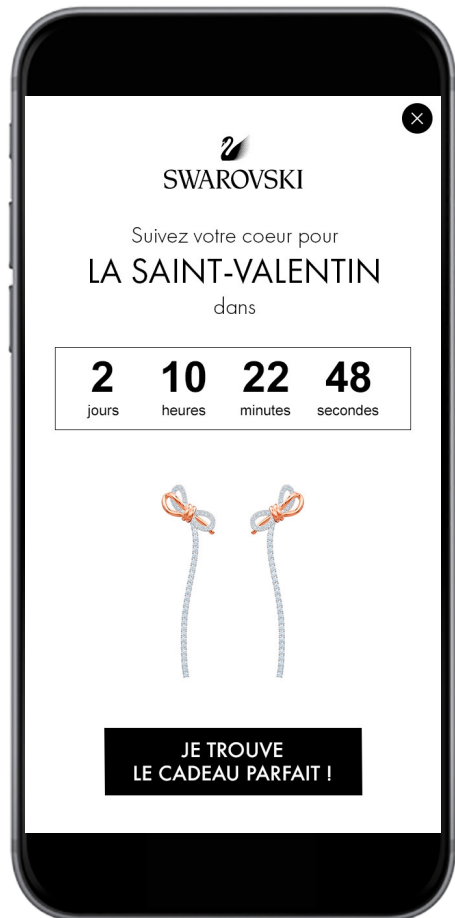 SWAROVSKI
Suivez votre coeur pour
LA SAINT-VALENTIN
dans
2 10 22 48
jours heures minutes secondes
JE TROUVE
LE CADEAU PARFAIT !